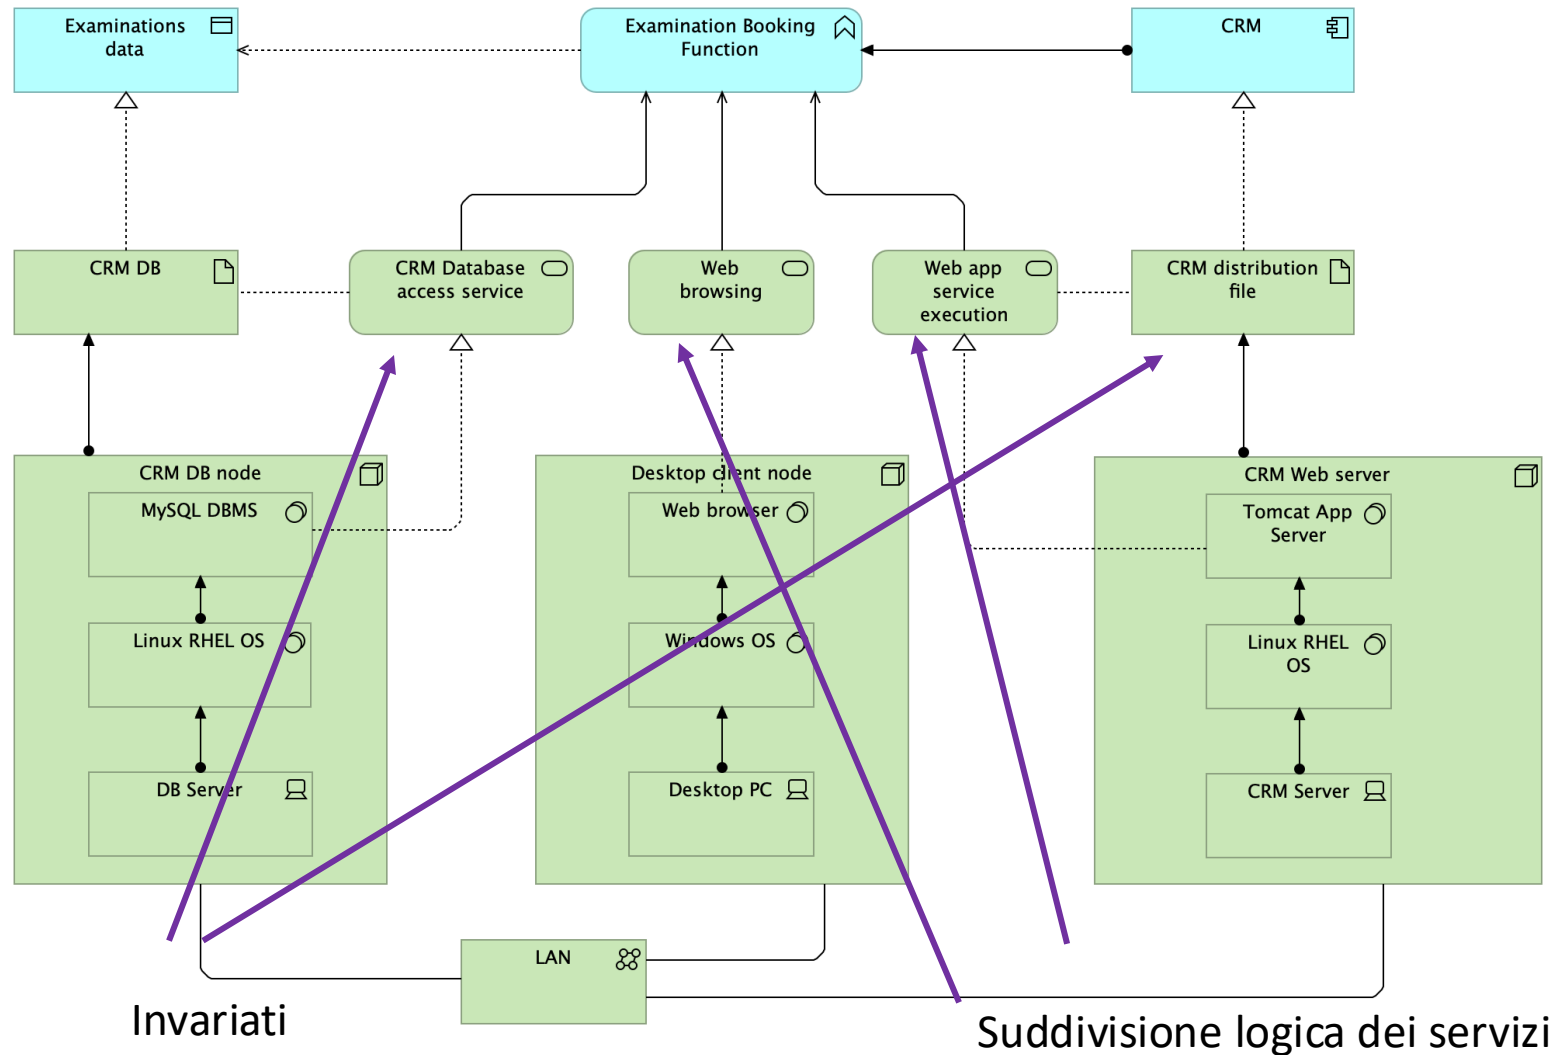 Examinations
data
Examination Booking
Function
CRM
CRM DB
CRM Database
access service
Web
browsing
Web app
service
execution
CRM distribution
file
CRM DB node
MySQL DBMS
Linux RHEL OS
DB Server
Desktop client node
Web browser
Windows OS
Desktop PC
CRM Web server
Tomcat App
Server
Linux RHEL
OS
CRM Server
LAN
Invariati
Suddivisione logica dei servizi